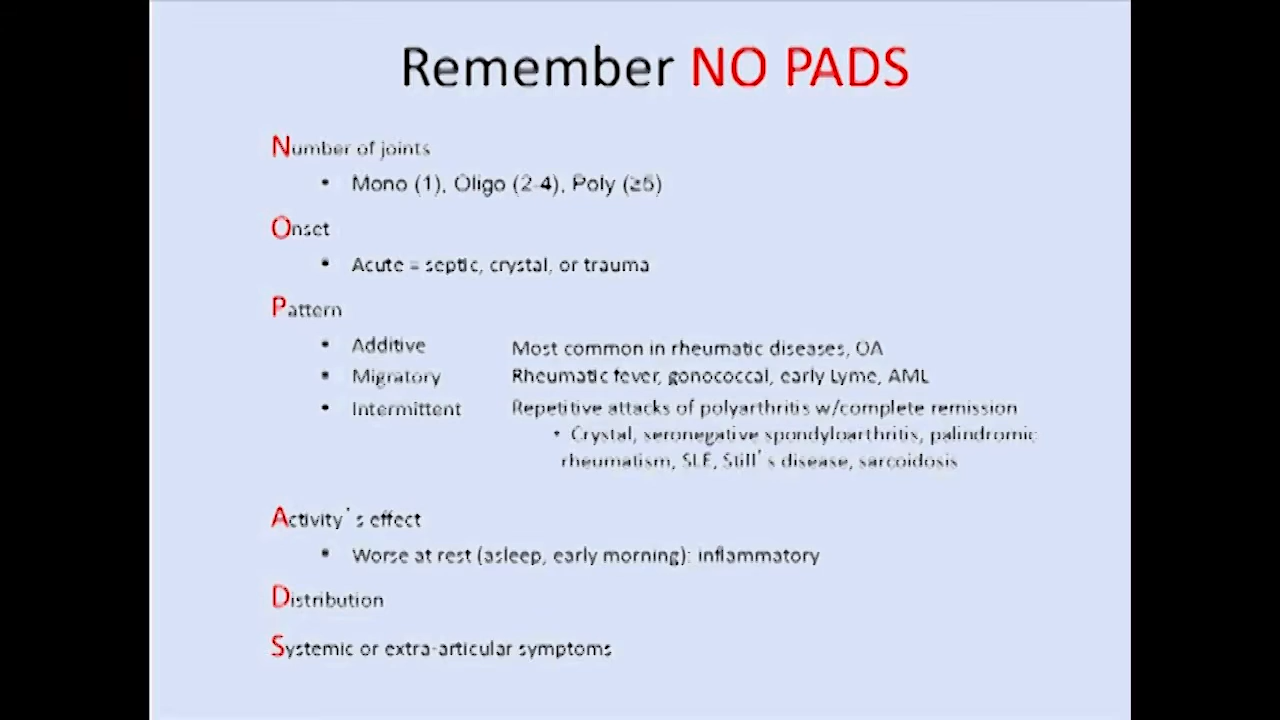 Remember NO PADS
Number of joints
• Mono (1), Oligo (2-4), Poly (≥5)
Onset
• Acute = septic, crystal, or trauma
Pattern
• Additive Most common in rheumatic diseases, OA
• Migratory Rheumatic fever, gonococcal, early Lyme, AML
• Intermittent Repetitive attacks of polyarthritis w/complete remission
• Crystal, seronegative spondyloarthritis, palindromic
rheumatism, SLE, Still's disease, sarcoidosis
Activity's effect
• Worse at rest (asleep, early morning): inflammatory
Distribution
Systemic or extra-articular symptoms